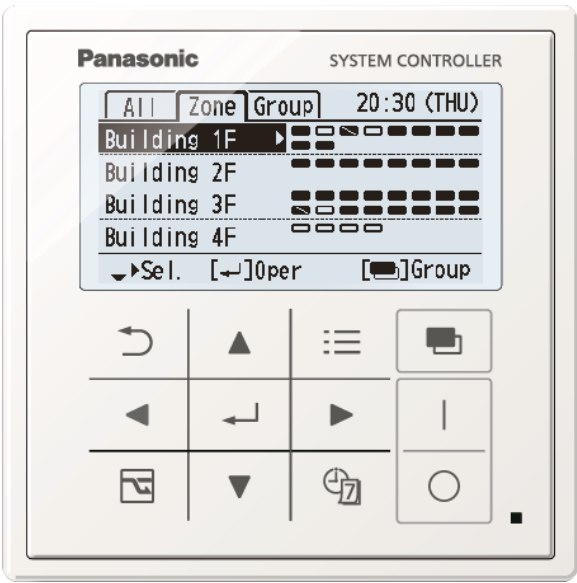 Panasonic SYSTEM CONTROLLER
All Zone Group 20:30 (THU)
Building 1F
Building 2F
Building 3F
Building 4F
Sel. [↵]Oper []Group
7